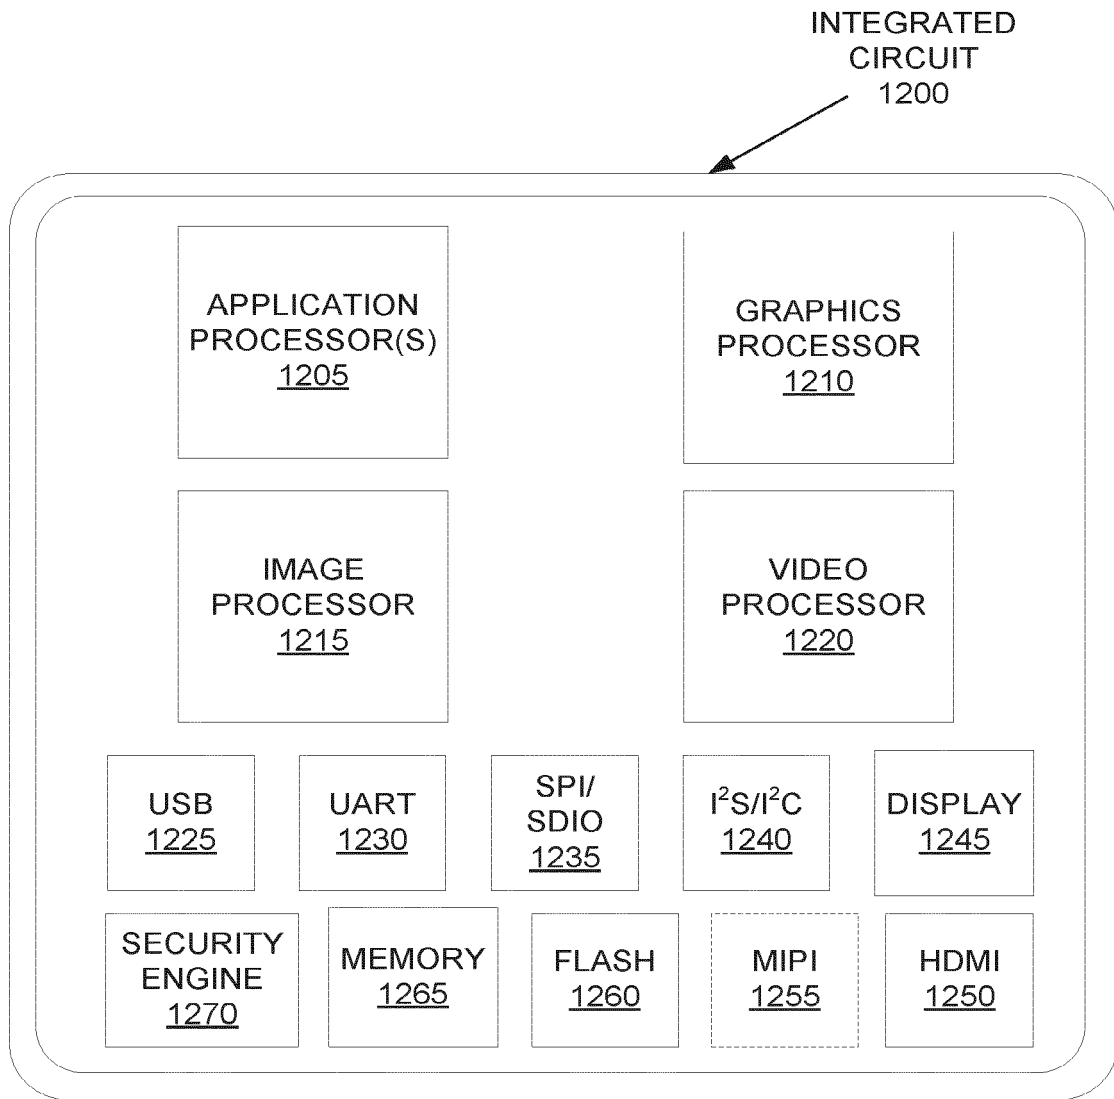 INTEGRATED
CIRCUIT
1200
APPLICATION
PROCESSOR(S)
1205
GRAPHICS
PROCESSOR
1210
IMAGE
PROCESSOR
1215
VIDEO
PROCESSOR
1220
USB
1225
UART
1230
SPI/
SDIO
1235
I²S/I²C
1240
DISPLAY
1245
SECURITY
ENGINE
1270
MEMORY
1265
FLASH
1260
MIPI
1255
HDMI
1250